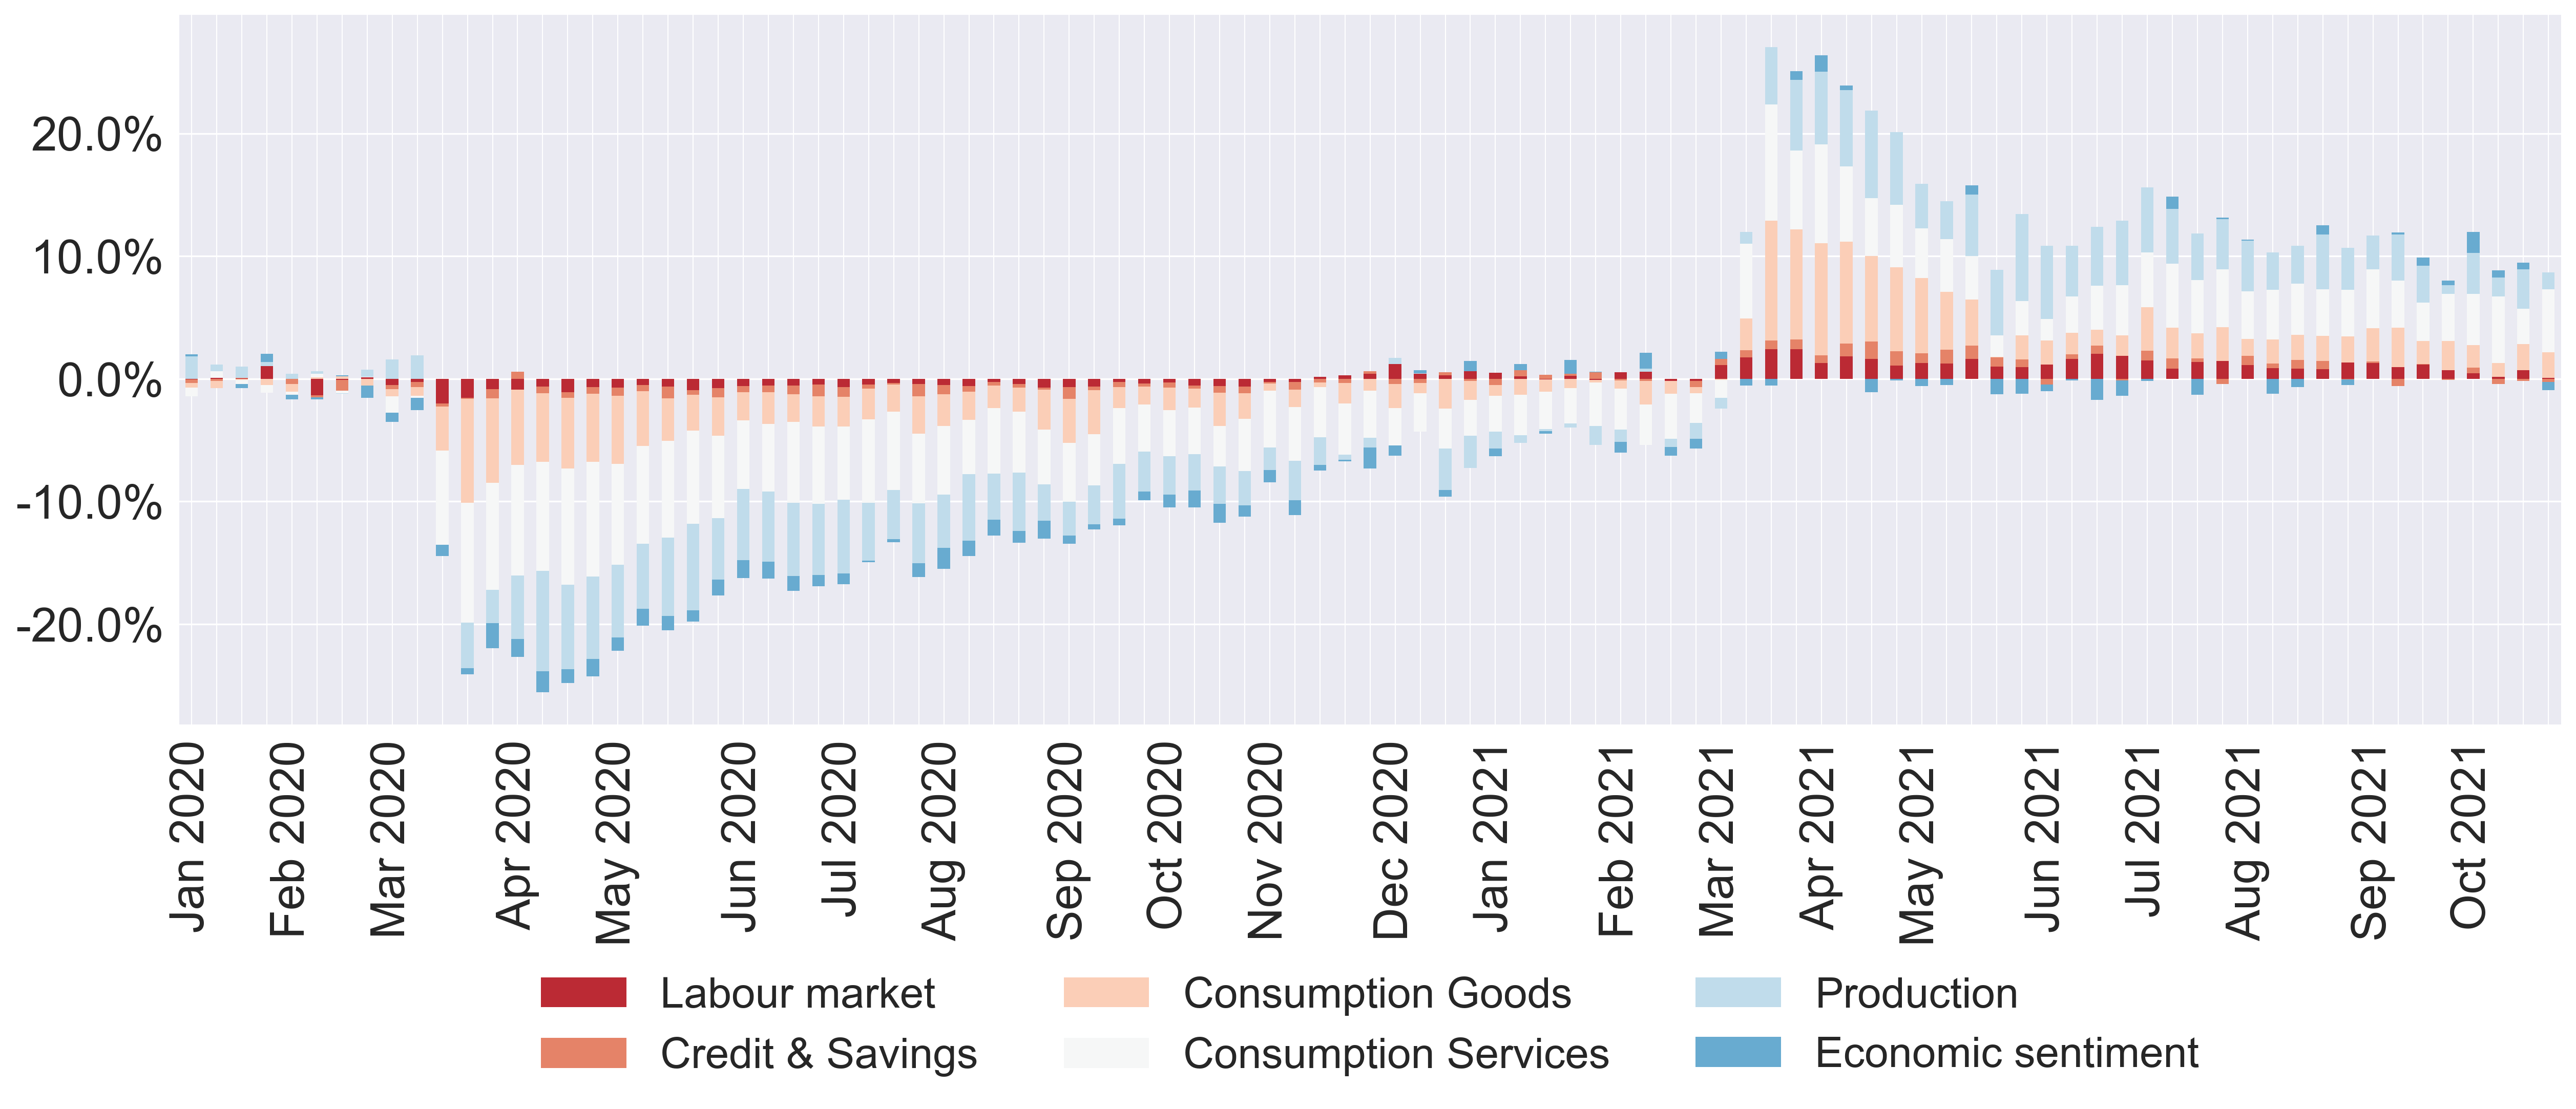 20.0%
10.0%
0.0%
-10.0%
-20.0%
Jan 2020
Feb 2020
Mar 2020
Apr 2020
May 2020
Jun 2020
Jul 2020
Aug 2020
Sep 2020
Oct 2020
Nov 2020
Dec 2020
Jan 2021
Feb 2021
Mar 2021
Apr 2021
May 2021
Jun 2021
Jul 2021
Aug 2021
Sep 2021
Oct 2021
Labour market
Consumption Goods
Production
Credit & Savings
Consumption Services
Economic sentiment